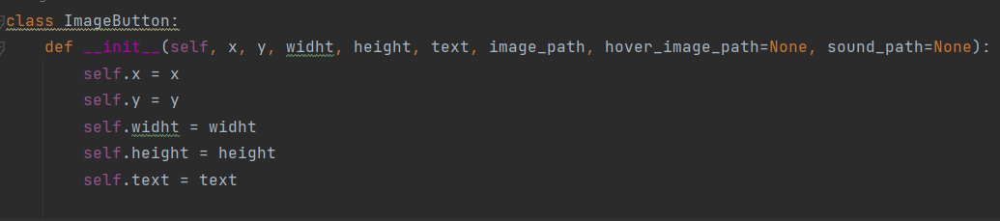 class ImageButton:
    def __init__(self, x, y, widht, height, text, image_path, hover_image_path=None, sound_path=None):
        self.x = x
        self.y = y
        self.widht = widht
        self.height = height
        self.text = text